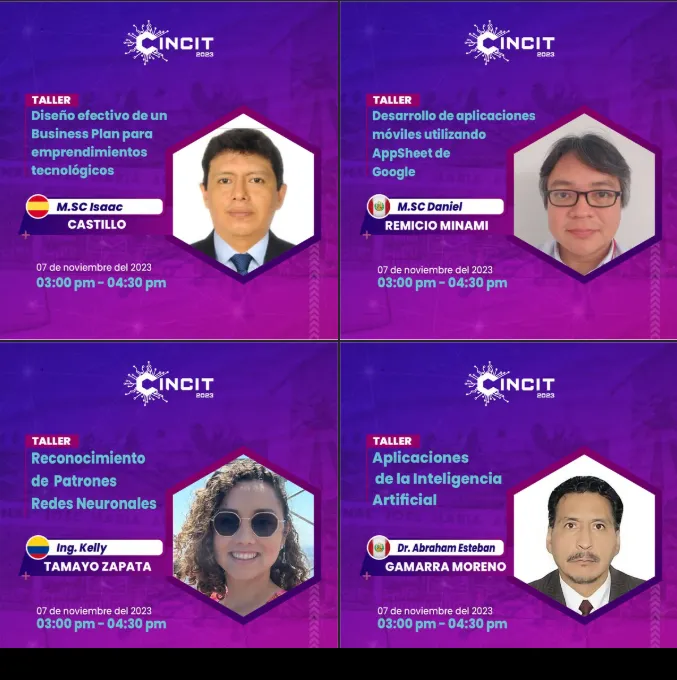 CINCIT
2023
TALLER
Diseño efectivo de un
Business Plan para
emprendimientos
tecnológicos
M.SC Isaac
CASTILLO
07 de noviembre del 2023
03:00 pm - 04:30 pm
CINCIT
2023
TALLER
Desarrollo de aplicaciones
móviles utilizando
AppSheet de
Google
M.SC Daniel
REMICIO MINAMI
07 de noviembre del 2023
03:00 pm - 04:30 pm
CINCIT
2023
TALLER
Reconocimiento
de Patrones
Redes Neuronales
Ing. Kelly
TAMAYO ZAPATA
07 de noviembre del 2023
03:00 pm - 04:30 pm
CINCIT
2023
TALLER
Aplicaciones
de la Inteligencia
Artificial
Dr. Abraham Esteban
GAMARRA MORENO
07 de noviembre del 2023
03:00 pm - 04:30 pm